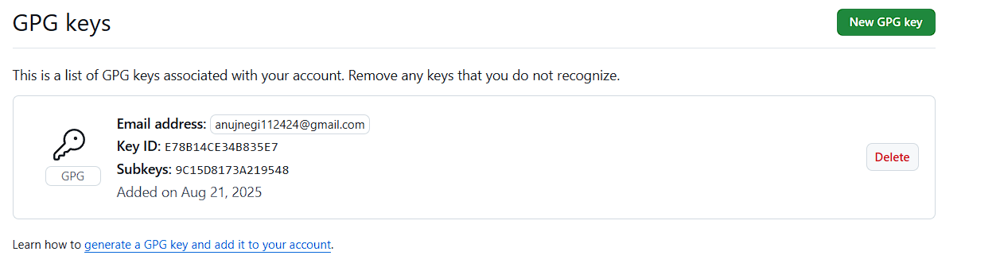 GPG keys
New GPG key
This is a list of GPG keys associated with your account. Remove any keys that you do not recognize.
Email address: anujnegi112424@gmail.com
Key ID: E78B14CE34B835E7
Subkeys: 9C15D8173A219548
Added on Aug 21, 2025
GPG
Delete
Learn how to generate a GPG key and add it to your account.